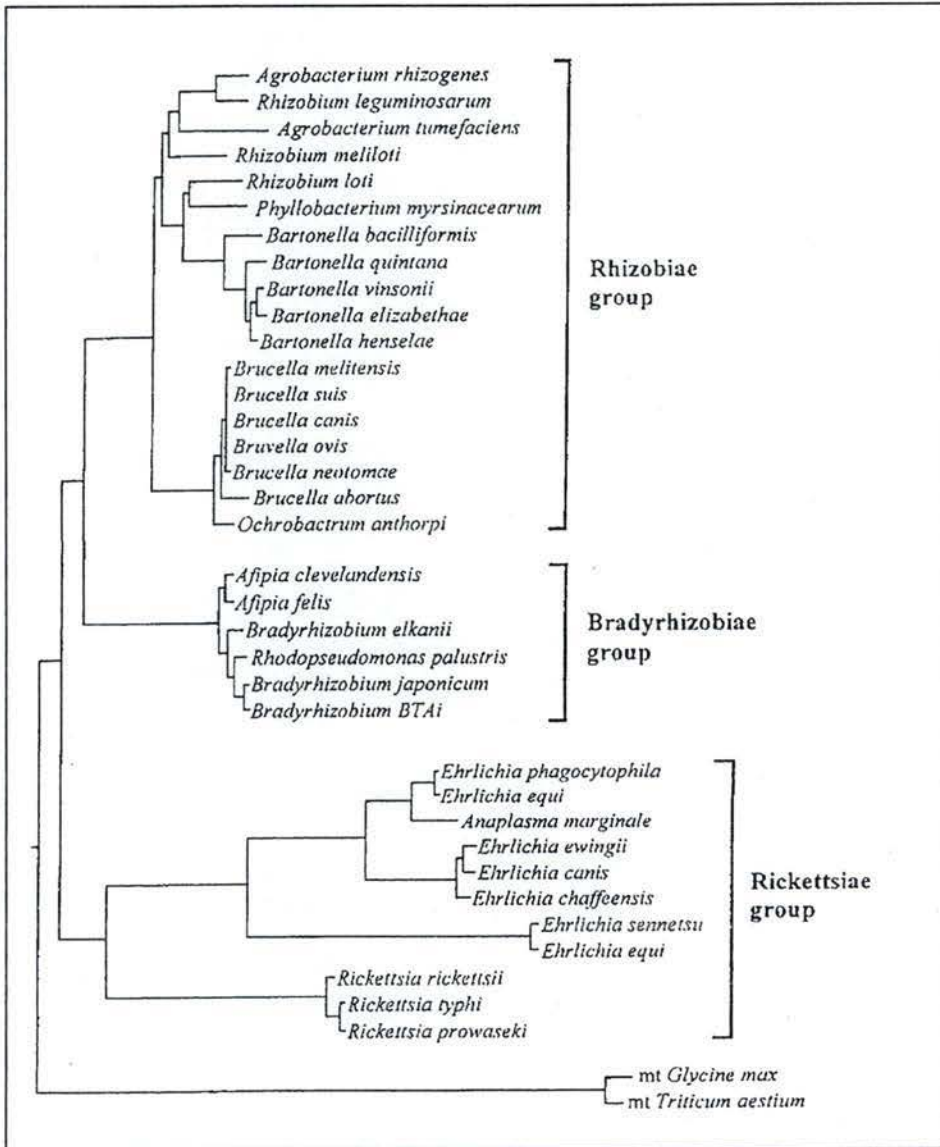 Agrobacterium rhizogenes
Rhizobium leguminosarum
Agrobacterium tumefaciens
Rhizobium meliloti
Rhizobium loti
Phyllobacterium myrsinacearum
Bartonella bacilliformis
Bartonella quintana
Bartonella vinsonii
Bartonella elizabethae
Bartonella henselae
Brucella melitensis
Brucella suis
Brucella canis
Bruvella ovis
Brucella neotomae
Brucella abortus
Ochrobactrum anthorpi
Rhizobiae
group
Afipia clevelandensis
Afipia felis
Bradyrhizobium elkanii
Rhodopseudomonas palustris
Bradyrhizobium japonicum
Bradyrhizobium BTAi
Bradyrhizobiae
group
Ehrlichia phagocytophila
Ehrlichia equi
Anaplasma marginale
Ehrlichia ewingii
Ehrlichia canis
Ehrlichia chaffeensis
Ehrlichia sennetsu
Ehrlichia equi
Rickettsia rickettsii
Rickettsia typhi
Rickettsia prowaseki
Rickettsiae
group
mt Glycine max
mt Triticum aestium